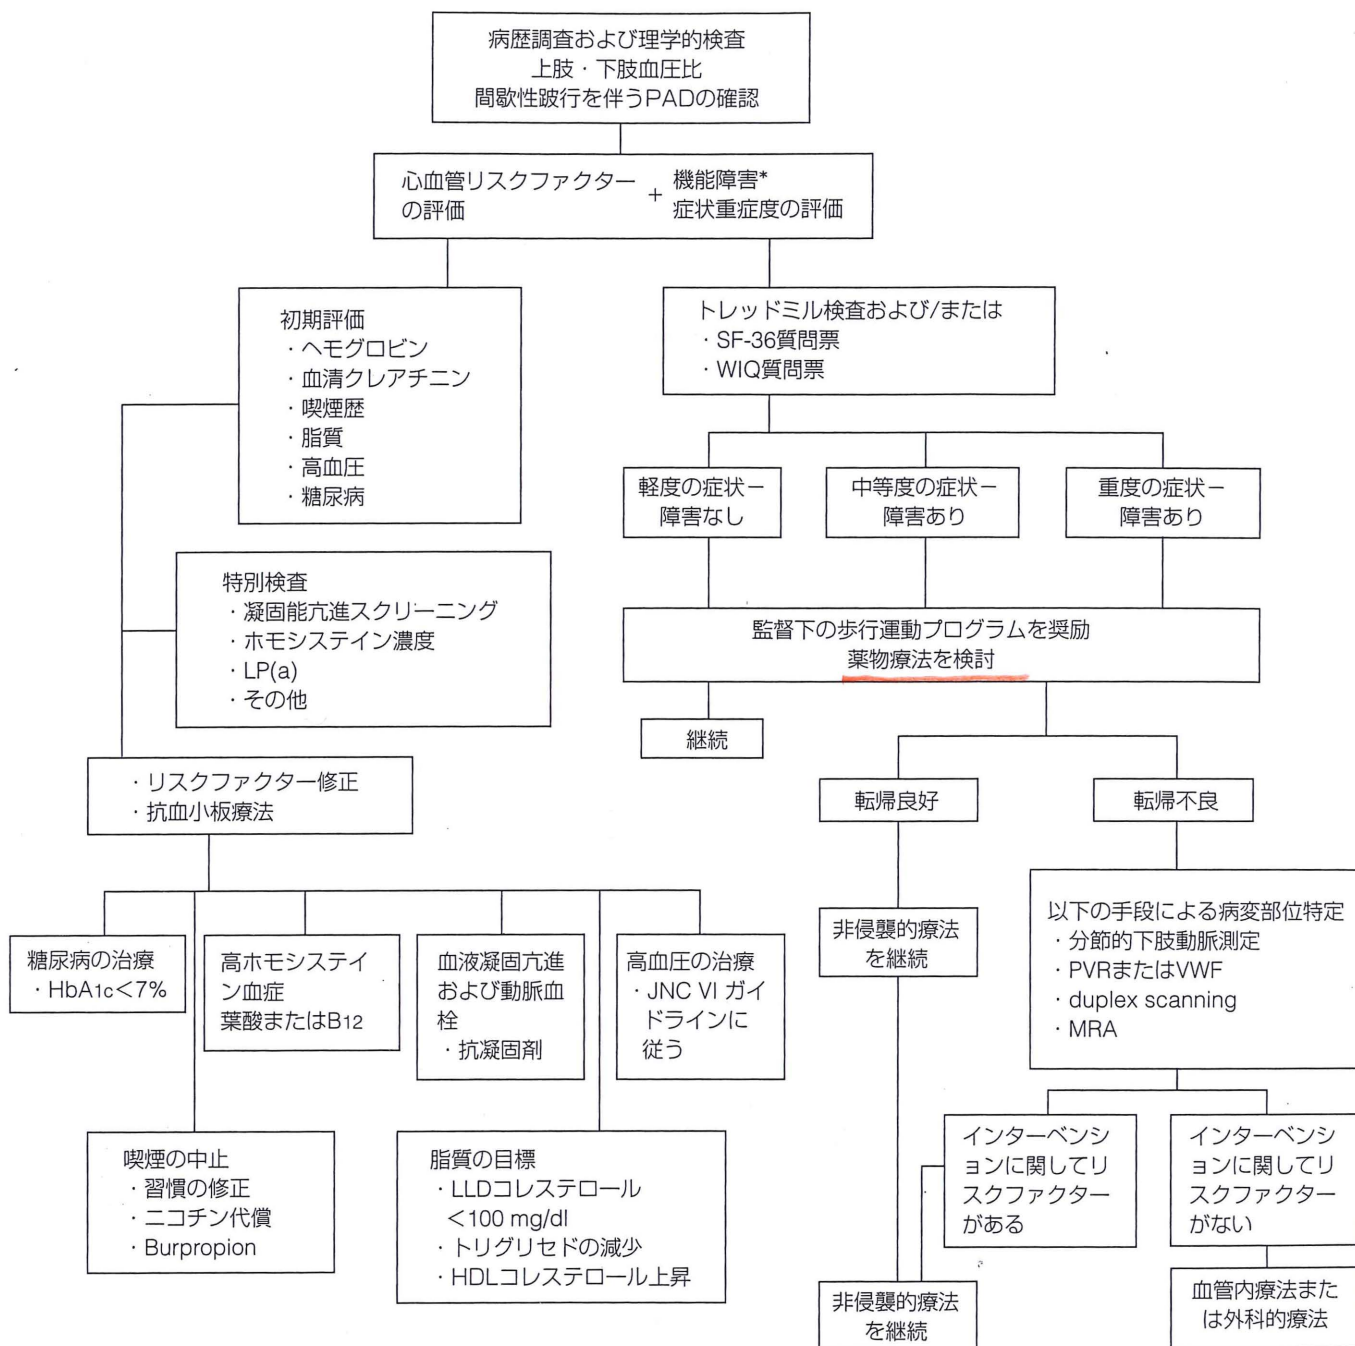 病歴調査および理学的検査
上肢・下肢血圧比
間歇性跛行を伴うPADの確認
心血管リスクファクター
の評価
+
機能障害*
症状重症度の評価
初期評価
・ヘモグロビン
・血清クレアチニン
・喫煙歴
・脂質
・高血圧
・糖尿病
トレッドミル検査および/または
・SF-36質問票
・WIQ質問票
軽度の症状−
障害なし
中等度の症状−
障害あり
重度の症状−
障害あり
特別検査
・凝固能亢進スクリーニング
・ホモシステイン濃度
・LP(a)
・その他
監督下の歩行運動プログラムを奨励
薬物療法を検討
継続
・リスクファクター修正
・抗血小板療法
転帰良好
転帰不良
糖尿病の治療
・HbA1c<7%
高ホモシステイ
ン血症
葉酸またはB12
血液凝固亢進
および動脈血
栓
・抗凝固剤
高血圧の治療
・JNC VI ガイ
ドラインに
従う
非侵襲的療法
を継続
以下の手段による病変部位特定
・分節的下肢動脈測定
・PVRまたはVWF
・duplex scanning
・MRA
喫煙の中止
・習慣の修正
・ニコチン代償
・Burpropion
脂質の目標
・LLDコレステロール
<100 mg/dl
・トリグリセドの減少
・HDLコレステロール上昇
インターベンシ
ョンに関してリ
スクファクター
がある
インターベンシ
ョンに関してリ
スクファクター
がない
非侵襲的療法
を継続
血管内療法また
は外科的療法